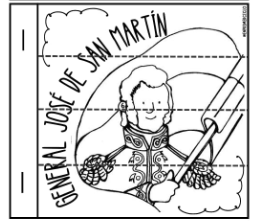 GENERAL JOSÉ DE SAN MARTÍN